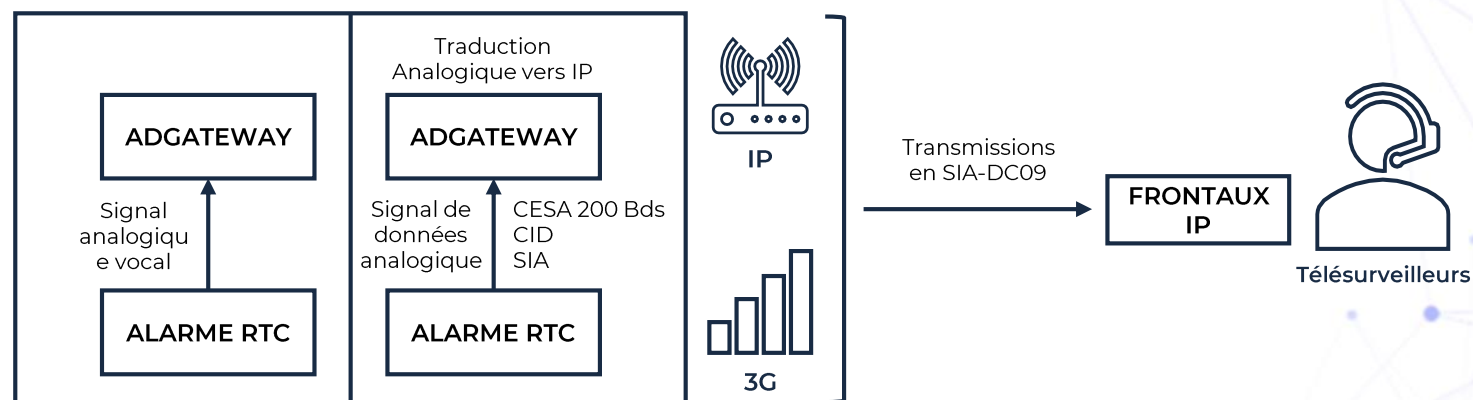 ADGATEWAY
Signal
analogiqu
e vocal
ALARME RTC
Traduction
Analogique vers IP
ADGATEWAY
Signal de
données
analogique
CESA 200 Bds
CID
SIA
ALARME RTC
IP
3G
Transmissions
en SIA-DC09
FRONTAUX
IP
Télésurveilleurs